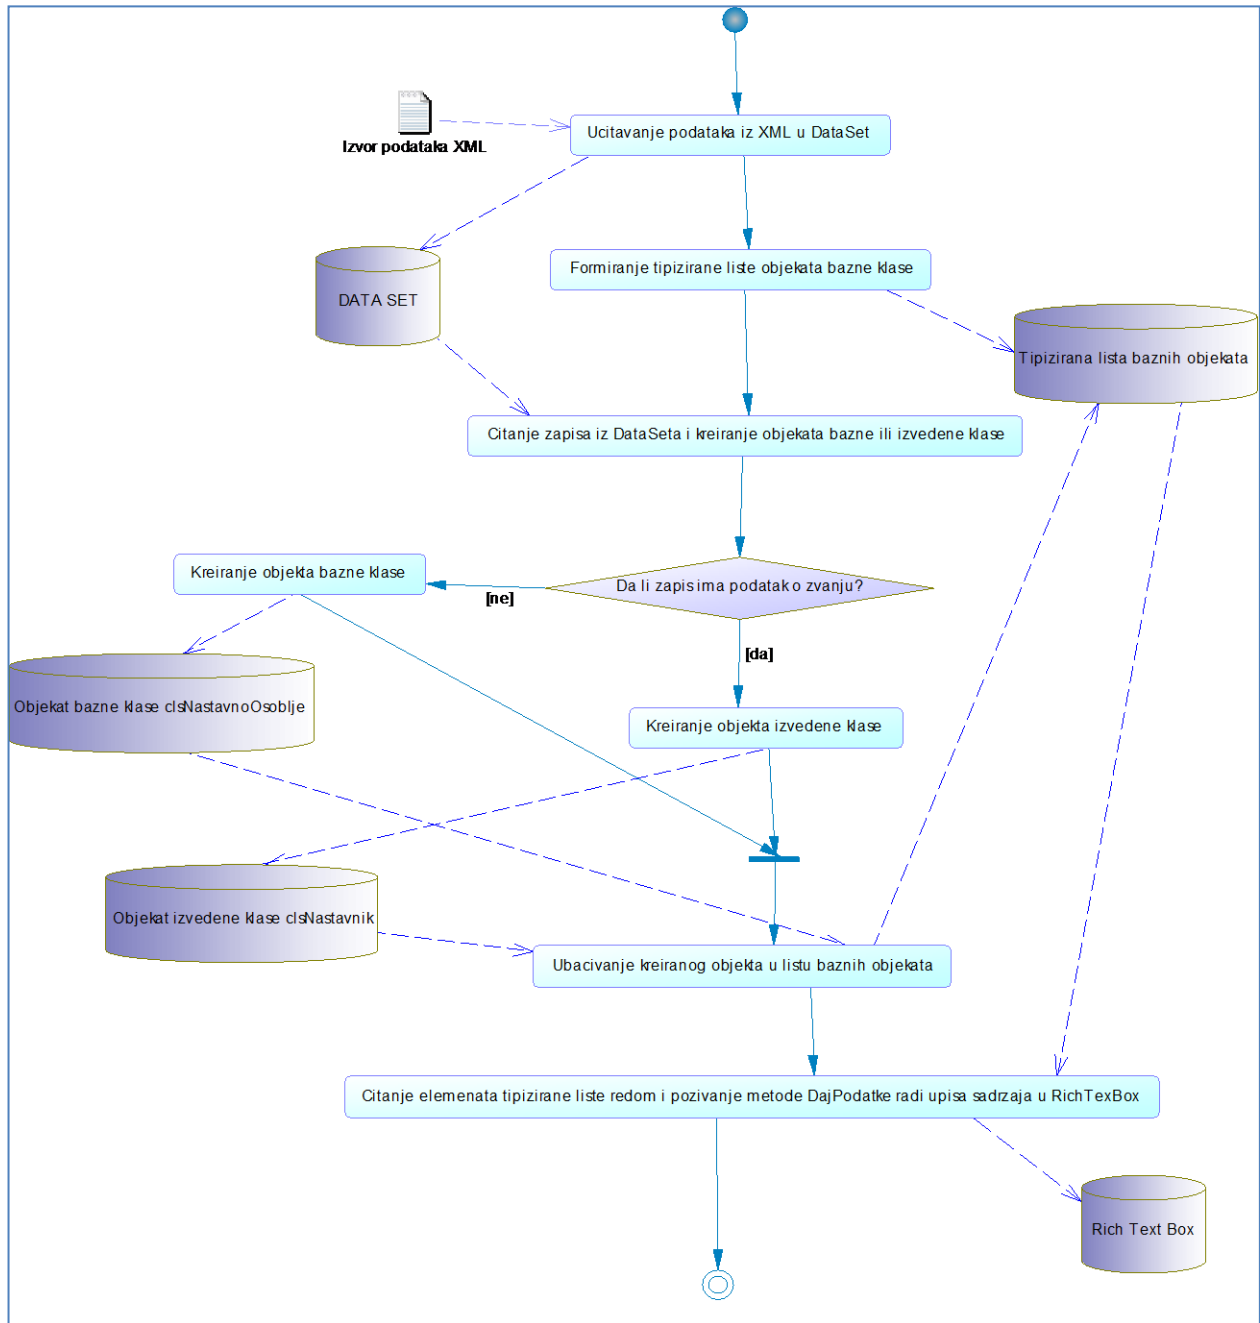 Izvor podataka XML
Ucitavanje podataka iz XML u DataSet
Formiranje tipizirane liste objekata bazne klase
DATA SET
Tipizirana lista baznih objekata
Citanje zapisa iz DataSeta i kreiranje objekata bazne ili izvedene klase
Kreiranje objekta bazne klase
Da li zapis ima podatak o zvanju?
[ne]
[da]
Objekat bazne klase clsNastavnoOsoblje
Kreiranje objekta izvedene klase
Objekat izvedene klase clsNastavnik
Ubacivanje kreiranog objekta u listu baznih objekata
Citanje elemenata tipizirane liste redom i pozivanje metode DajPodatke radi upisa sadrzaja u RichTexBox
Rich Text Box